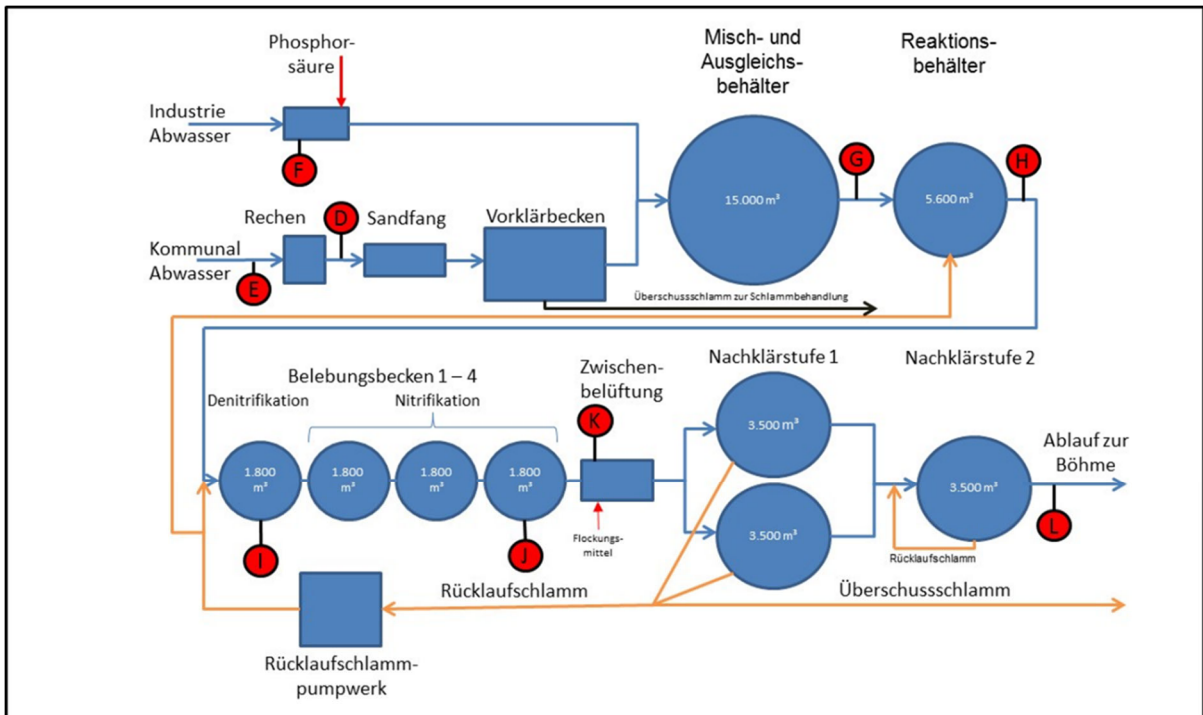 Phosphor-
säure
Misch- und
Ausgleichs-
behälter
Reaktions-
behälter
Industrie
Abwasser
F
G
H
15.000 m³
5.600 m³
Rechen
D
Sandfang
Vorklärbecken
Kommunal
Abwasser
E
Überschussschlamm zur Schlammbehandlung
Belebungsbecken 1 – 4
Denitrifikation
Nitrifikation
Zwischen-
belüftung
Nachklärstufe 1
Nachklärstufe 2
K
3.500 m³
1.800
m³
1.800
m³
1.800
m³
1.800
m³
3.500 m³
Ablauf zur
Böhme
3.500 m³
I
J
Flockungs-
mittel
L
Rücklaufschlamm
Rücklaufschlamm
Überschussschlamm
Rücklaufschlamm-
pumpwerk